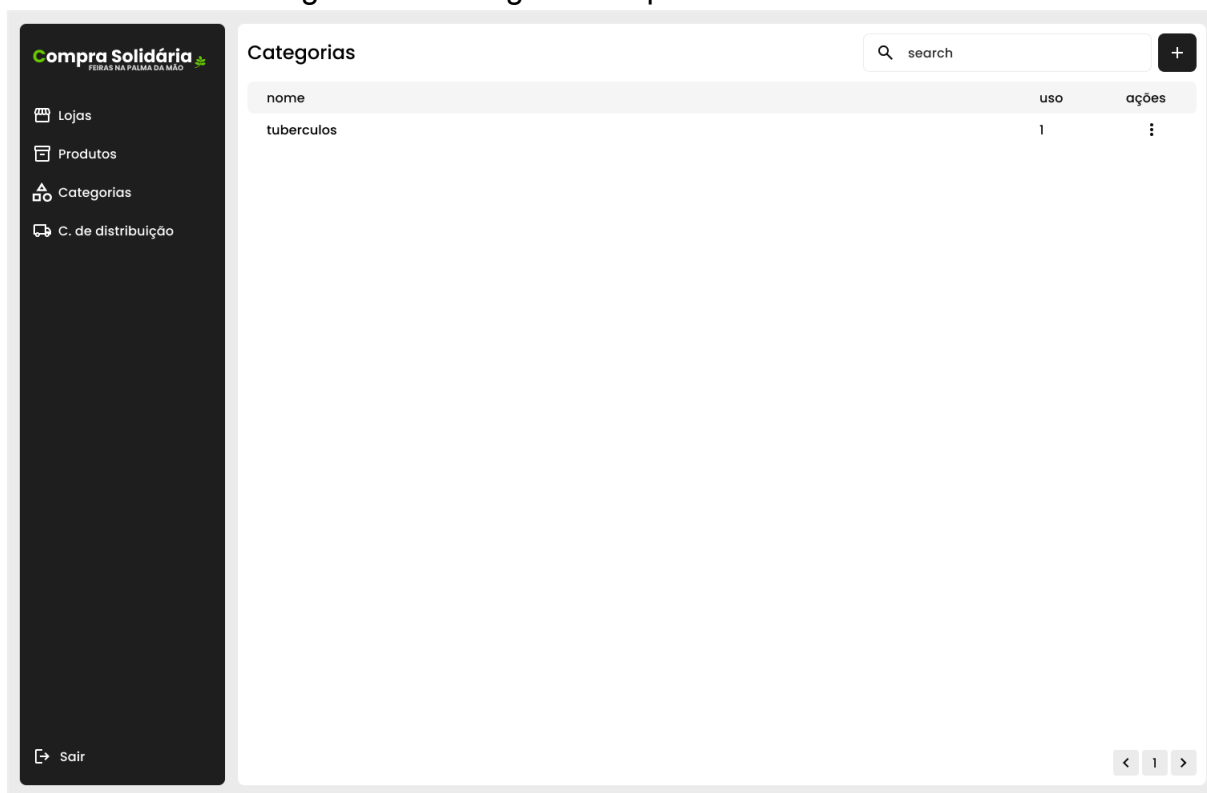 Compra Solidária
FEIRAS NA PALMA DA MÃO
Lojas
Produtos
Categorias
C. de distribuição
Sair
Categorias
search
+
nome uso ações
tuberculos 1
< 1 >